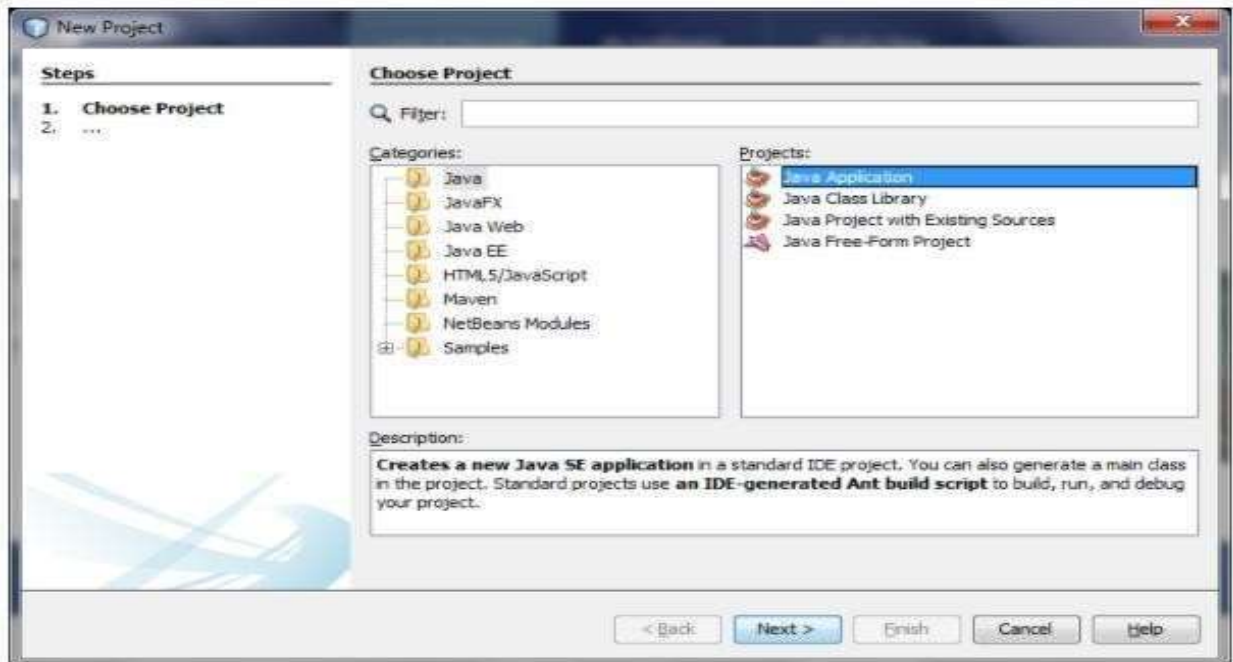 New Project
Steps
1. Choose Project
2. ...
Choose Project
Filter:
Categories:
Java
JavaFX
Java Web
Java EE
HTML5/JavaScript
Maven
NetBeans Modules
Samples
Projects:
Java Application
Java Class Library
Java Project with Existing Sources
Java Free-Form Project
Description:
Creates a new Java SE application in a standard IDE project. You can also generate a main class
in the project. Standard projects use an IDE-generated Ant build script to build, run, and debug
your project.
< Back
Next >
Finish
Cancel
Help